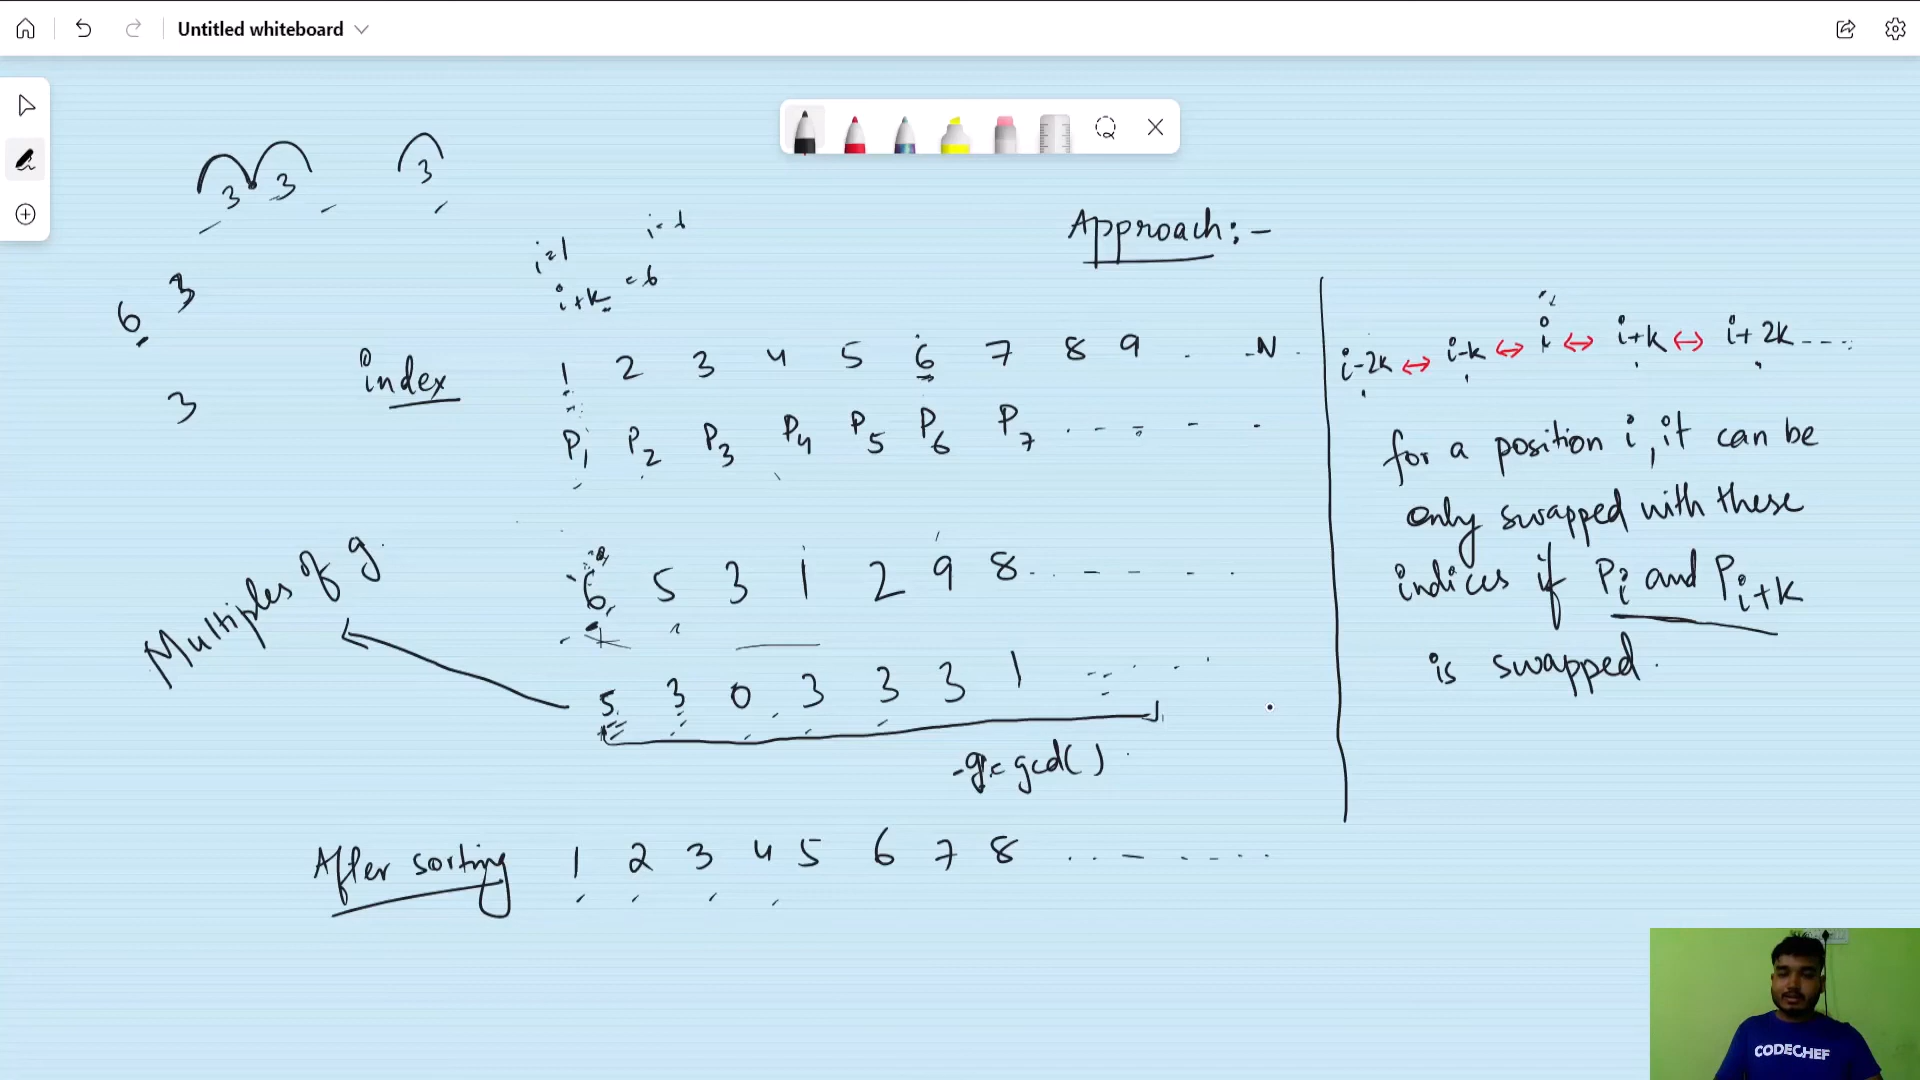 Untitled whiteboard
3 3 3
i=1
i+k = 6
Approach:-
6 3
3
index 1 2 3 4 5 6 7 8 9 . - N
P1 P2 P3 P4 P5 P6 P7 . - - - .
i-2k ↔ i-k ↔ i ↔ i+k ↔ i+2k ----
for a position i, it can be
only swapped with these
indices if Pi and Pi+k
is swapped.
Multiples of g
6 5 3 1 2 9 8 . . - - . .
5 3 0 3 3 3 1
g = gcd( )
After sorting 1 2 3 4 5 6 7 8 . . - . - . . .
CODECHEF